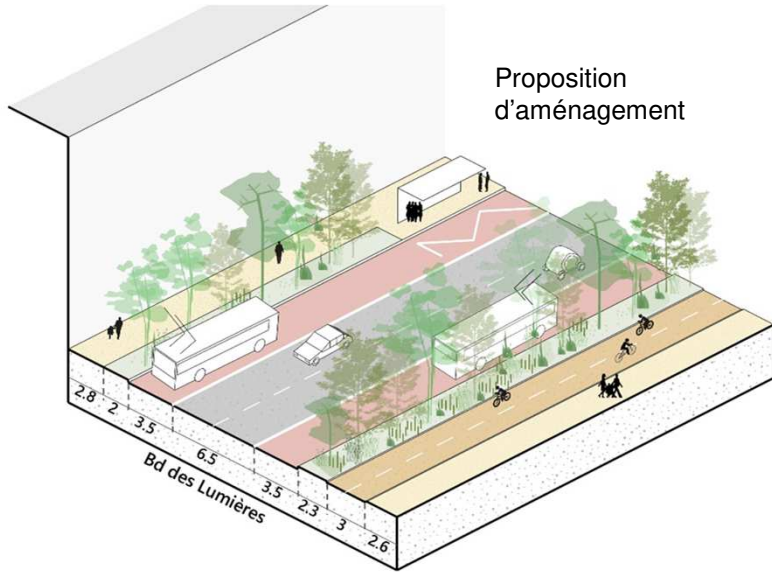 Proposition
d’aménagement
2.8
2
3.5
6.5
3.5
2.3
3
2.6
Bd des Lumières